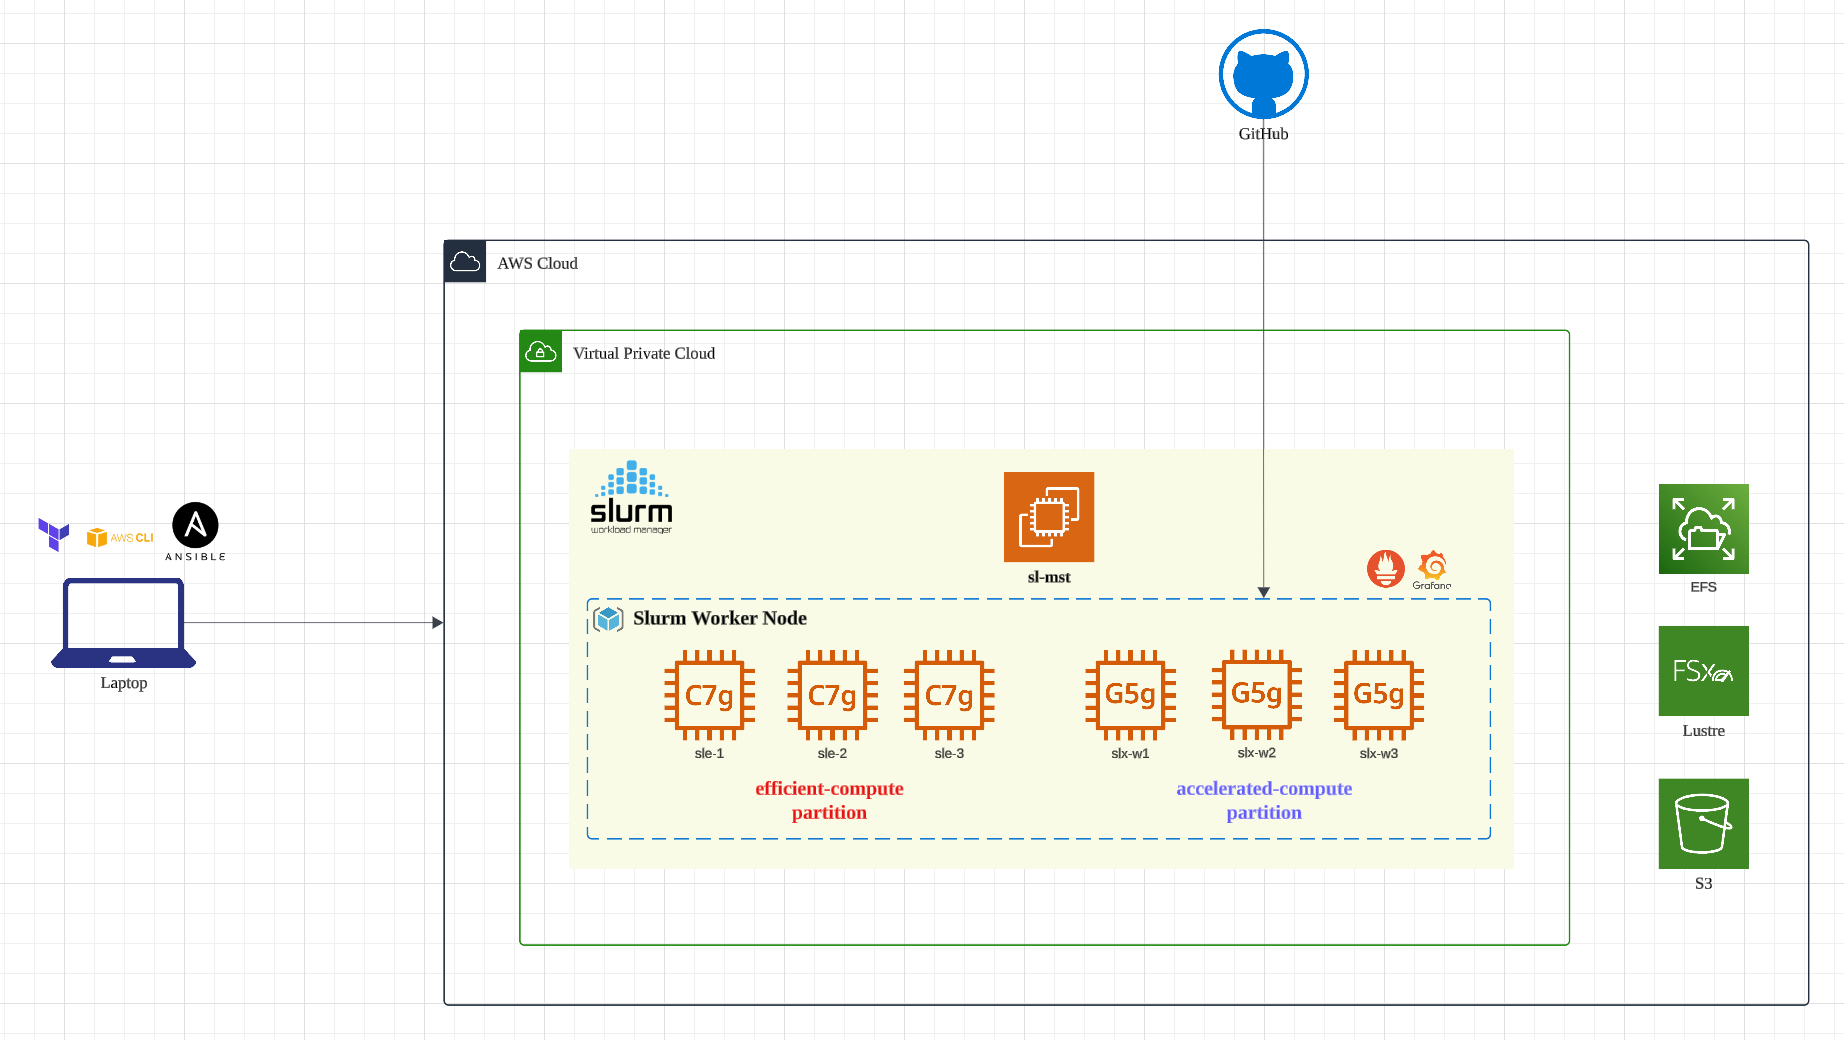 GitHub
AWS Cloud
Virtual Private Cloud
slurm
workload manager
sl-mst
AWS CLI
ANSIBLE
Laptop
Grafana
Slurm Worker Node
C7g
C7g
C7g
G5g
G5g
G5g
sle-1
sle-2
sle-3
slx-w1
slx-w2
slx-w3
efficient-compute
partition
accelerated-compute
partition
EFS
FSx
Lustre
S3